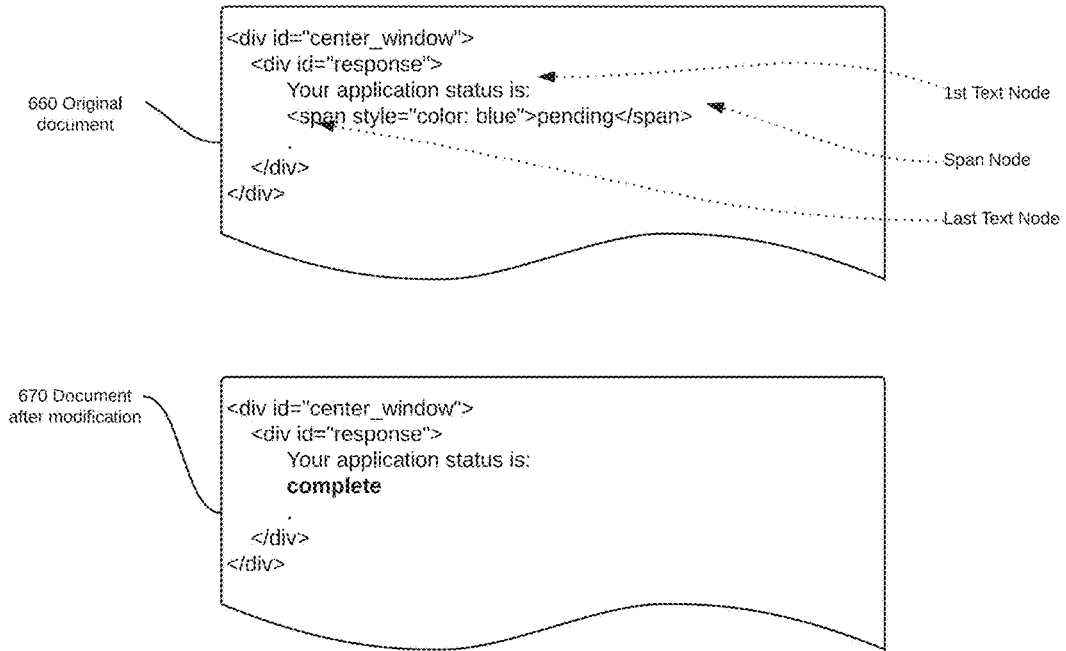 <div id="center_window">
<div id="response">
Your application status is:
<span style="color: blue">pending</span>
.
</div>
</div>
660 Original
document
1st Text Node
Span Node
Last Text Node
670 Document
after modification
<div id="center_window">
<div id="response">
Your application status is:
complete
.
</div>
</div>